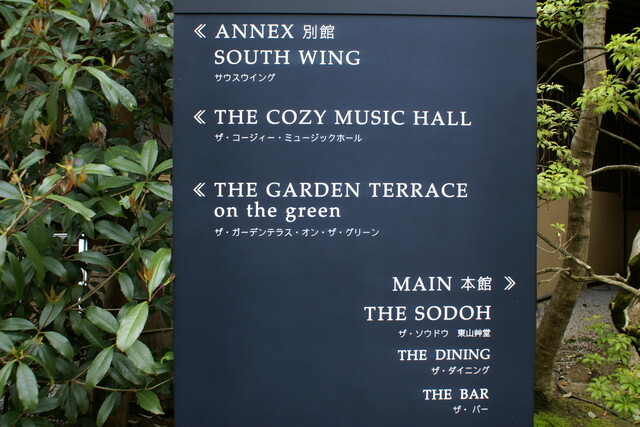 « ANNEX 別館
SOUTH WING
サウスウイング
« THE COZY MUSIC HALL
ザ・コージィー・ミュージックホール
« THE GARDEN TERRACE
on the green
ザ・ガーデンテラス・オン・ザ・グリーン
MAIN 本館 »
THE SODOH
ザ・ソウドウ 東山艸堂
THE DINING
ザ・ダイニング
THE BAR
ザ・バー